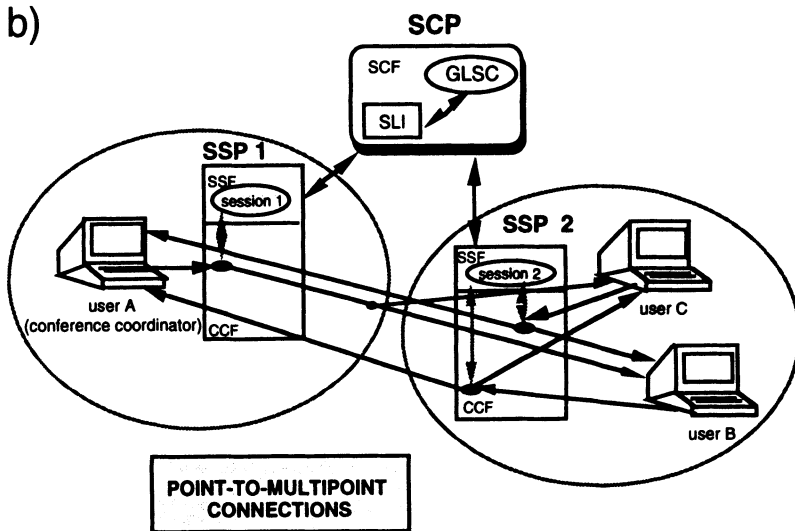 b)
SCP
SCF
GLSC
SLI
SSP 1
SSF
session 1
SSP 2
SSF
session 2
user A
(conference coordinator)
CCF
user C
CCF
user B
POINT-TO-MULTIPOINT
CONNECTIONS